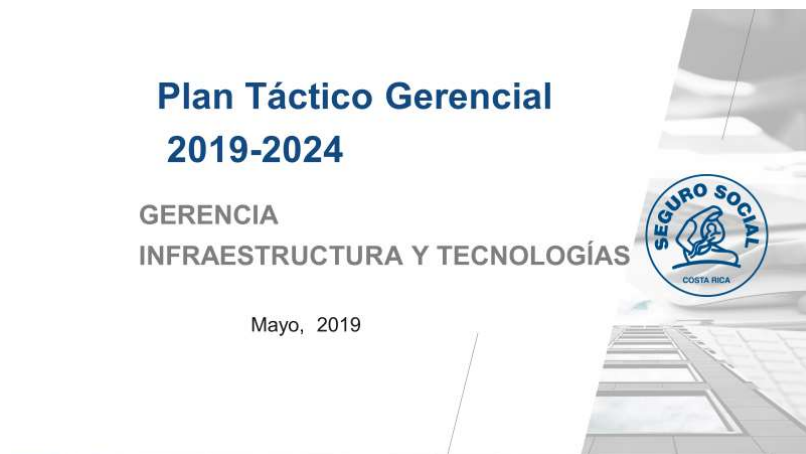 Plan Táctico Gerencial
2019-2024
GERENCIA
INFRAESTRUCTURA Y TECNOLOGÍAS
SEGURO SOCIAL
COSTA RICA
Mayo, 2019